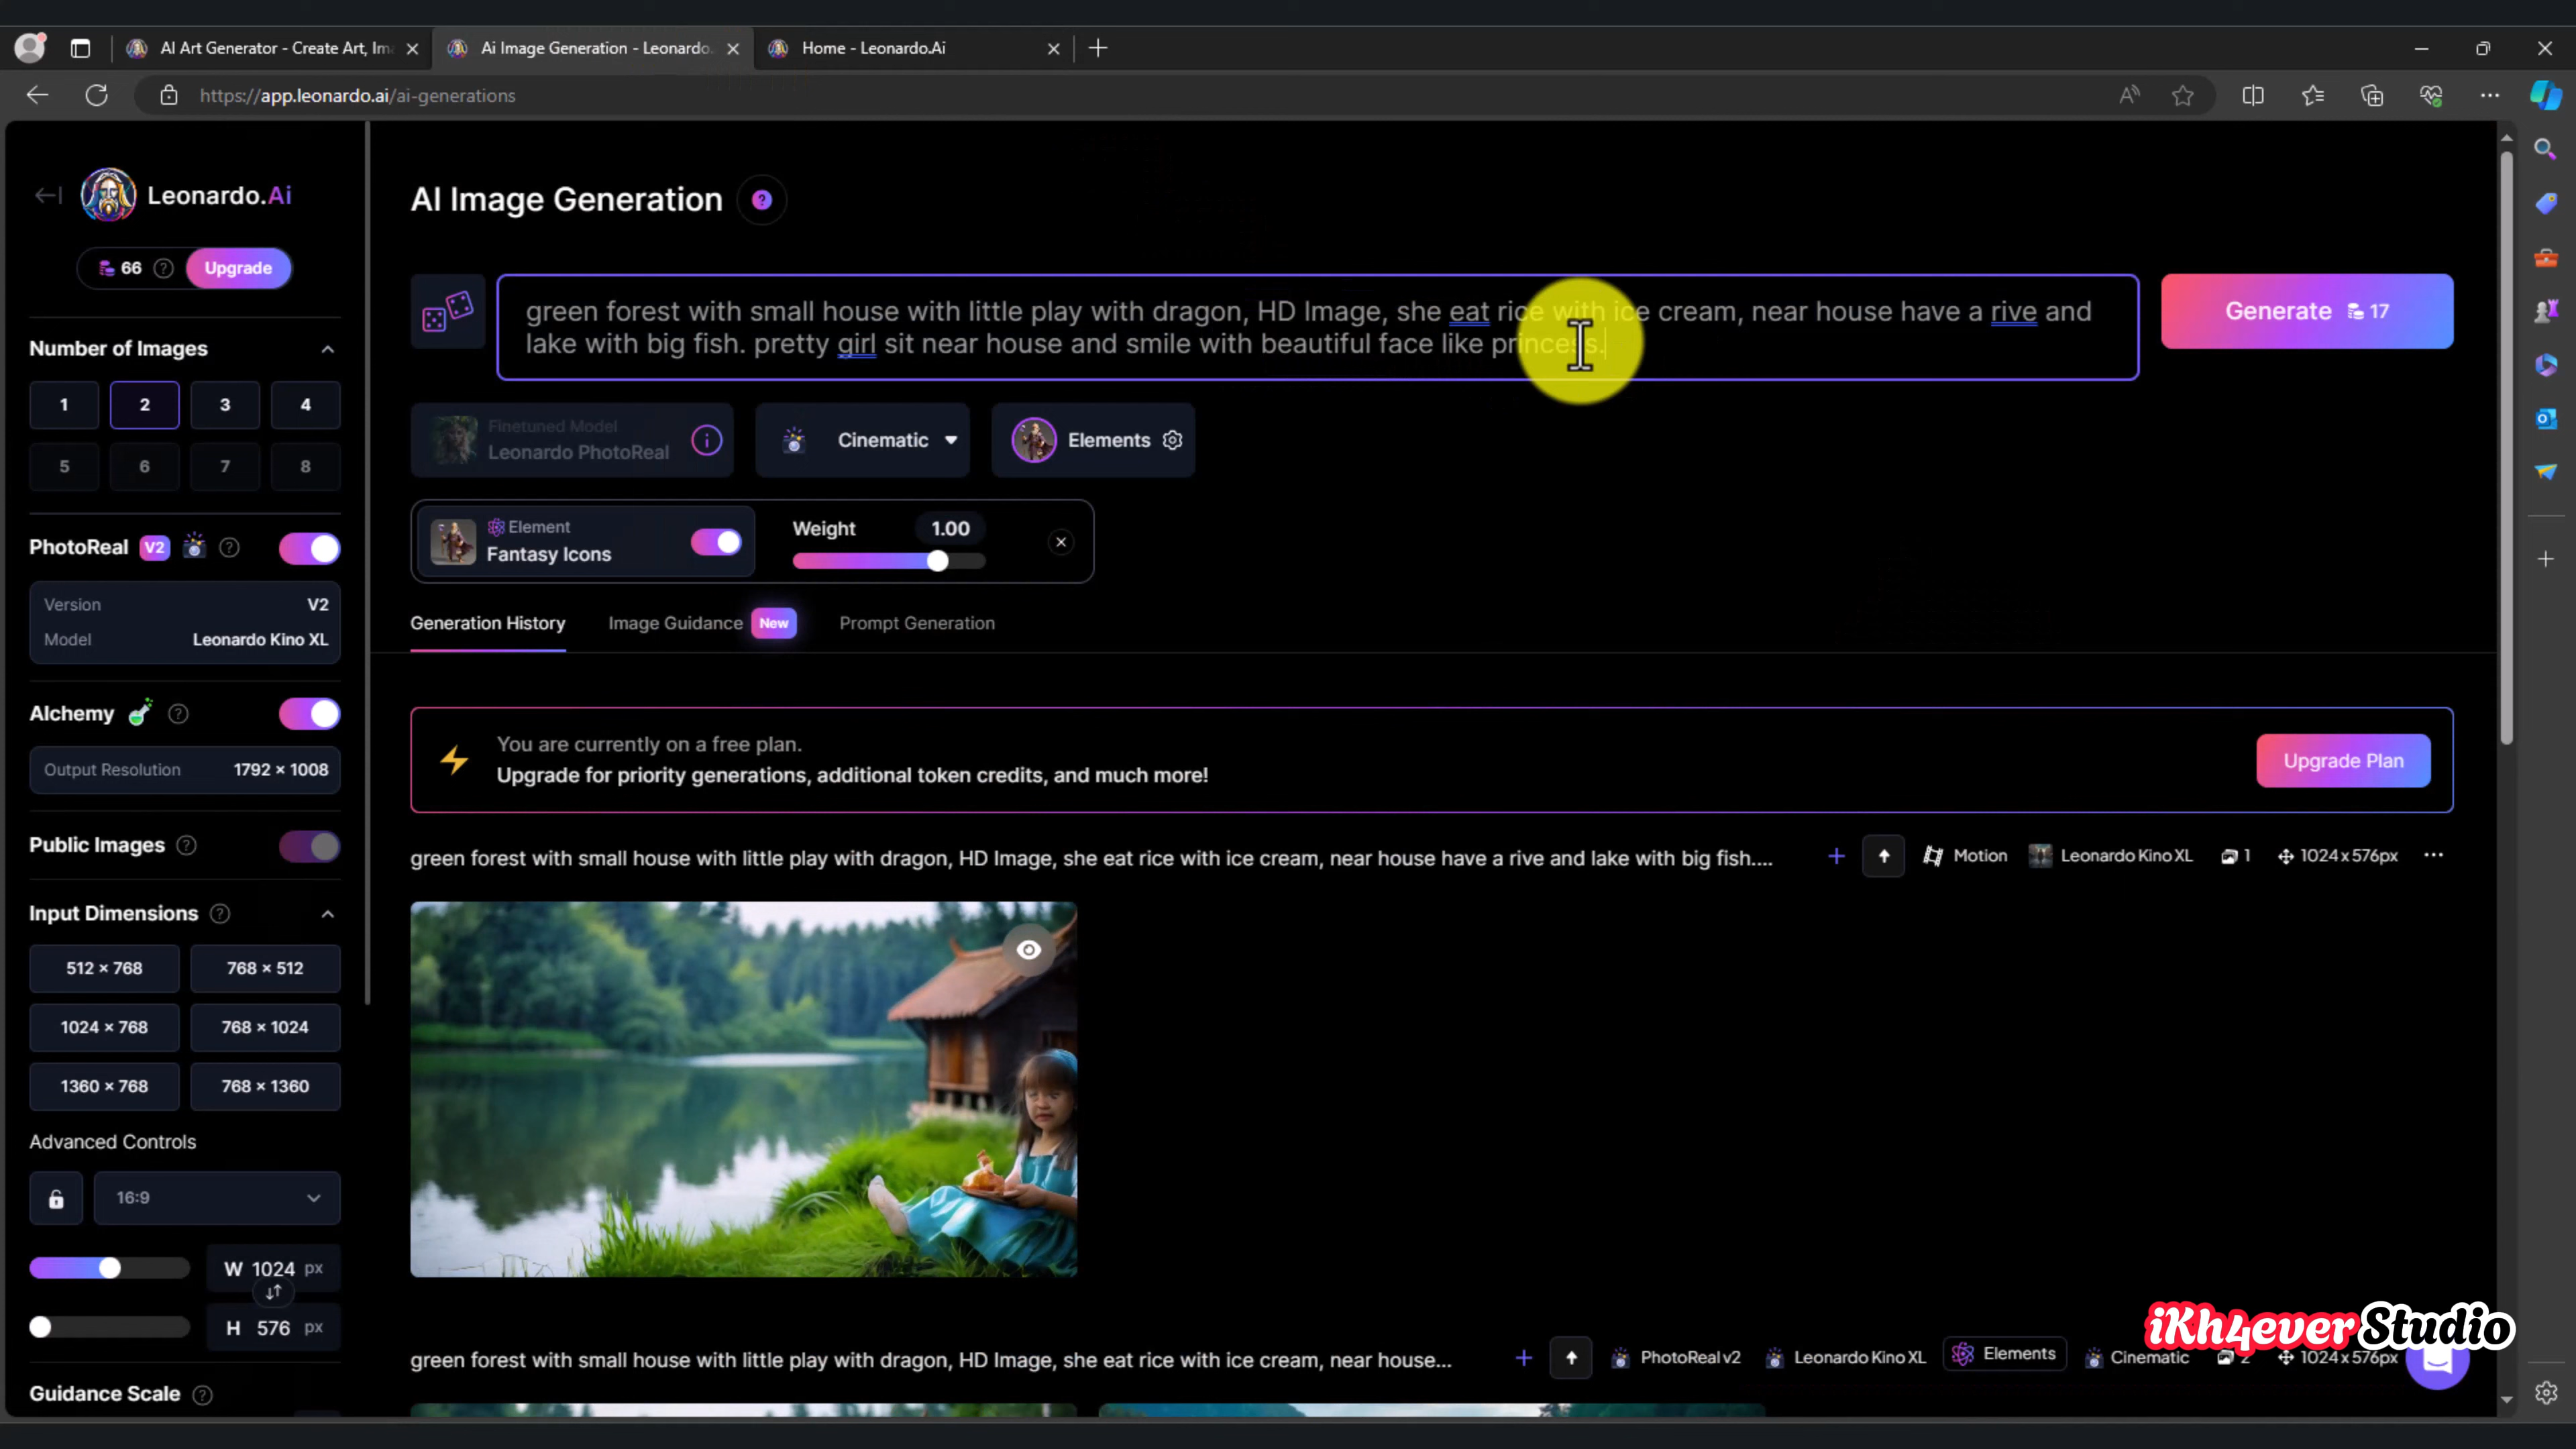 AI Art Generator - Create Art, Ima
Ai Image Generation - Leonardo.
Home - Leonardo.Ai
https://app.leonardo.ai/ai-generations
Leonardo.Ai
66
Upgrade
Number of Images
1 2 3 4
5 6 7 8
PhotoReal V2
Version V2
Model Leonardo Kino XL
Alchemy
Output Resolution 1792 × 1008
Public Images
Input Dimensions
512 × 768 768 × 512
1024 × 768 768 × 1024
1360 × 768 768 × 1360
Advanced Controls
16:9
W 1024 px
H 576 px
Guidance Scale
AI Image Generation
green forest with small house with little play with dragon, HD Image, she eat rice with ice cream, near house have a rive and
lake with big fish. pretty girl sit near house and smile with beautiful face like princess.
Generate 17
Finetuned Model
Leonardo PhotoReal
Cinematic
Elements
Element
Fantasy Icons
Weight 1.00
Generation History Image Guidance New Prompt Generation
You are currently on a free plan.
Upgrade for priority generations, additional token credits, and much more!
Upgrade Plan
green forest with small house with little play with dragon, HD Image, she eat rice with ice cream, near house have a rive and lake with big fish....
Motion Leonardo Kino XL 1 1024 x 576px
green forest with small house with little play with dragon, HD Image, she eat rice with ice cream, near house...
PhotoReal v2 Leonardo Kino XL Elements Cinematic 2 1024 x 576px
iKh4ever Studio